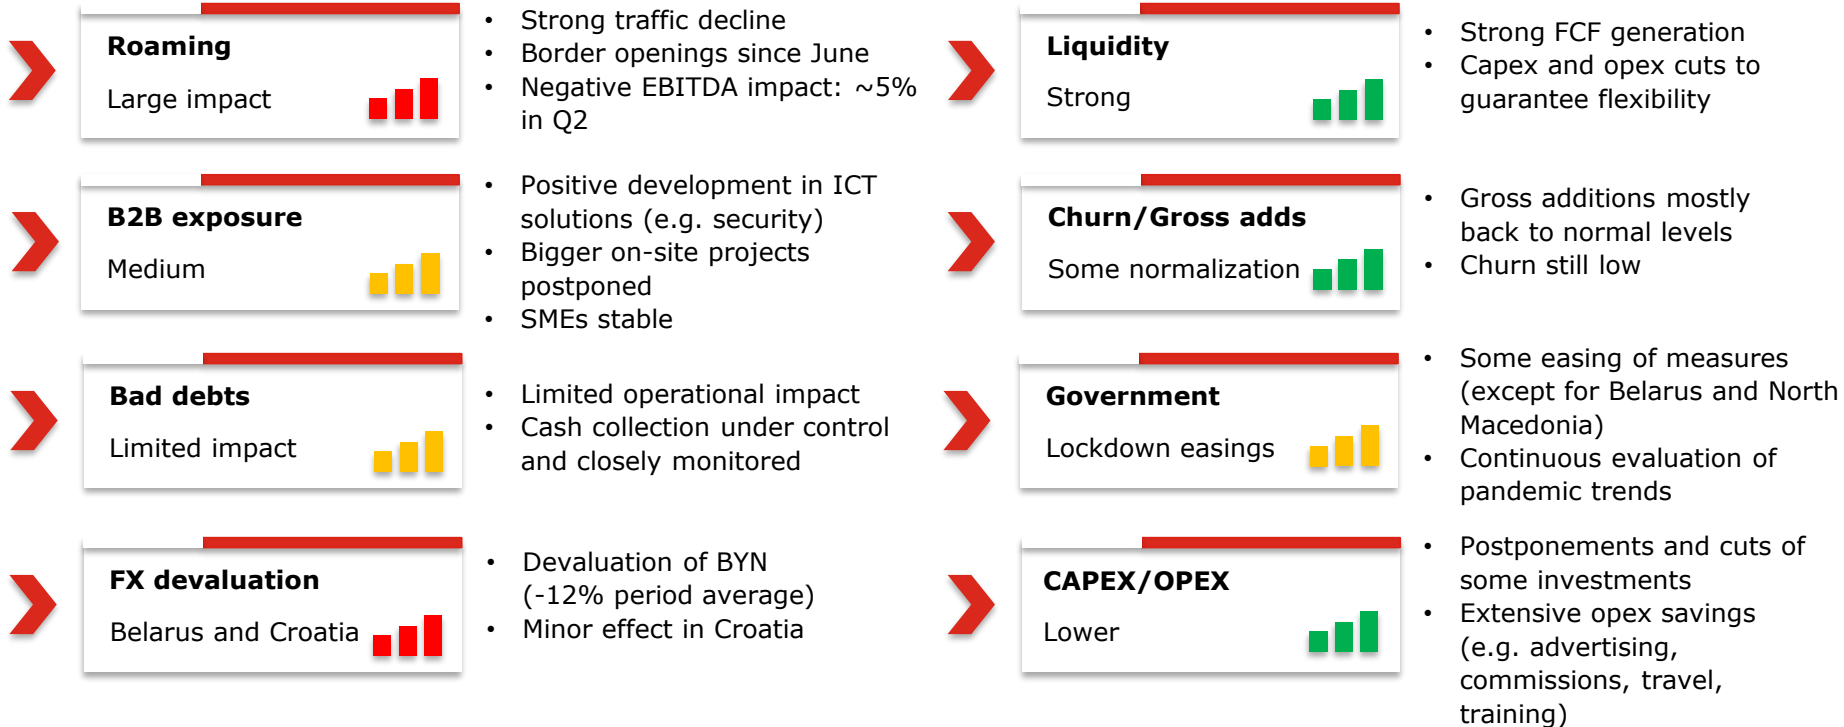 Roaming
Large impact
• Strong traffic decline
• Border openings since June
• Negative EBITDA impact: ~5%
in Q2
B2B exposure
Medium
• Positive development in ICT
solutions (e.g. security)
• Bigger on-site projects
postponed
• SMEs stable
Bad debts
Limited impact
• Limited operational impact
• Cash collection under control
and closely monitored
FX devaluation
Belarus and Croatia
• Devaluation of BYN
(-12% period average)
• Minor effect in Croatia
Liquidity
Strong
• Strong FCF generation
• Capex and opex cuts to
guarantee flexibility
Churn/Gross adds
Some normalization
• Gross additions mostly
back to normal levels
• Churn still low
Government
Lockdown easings
• Some easing of measures
(except for Belarus and North
Macedonia)
• Continuous evaluation of
pandemic trends
CAPEX/OPEX
Lower
• Postponements and cuts of
some investments
• Extensive opex savings
(e.g. advertising,
commissions, travel,
training)